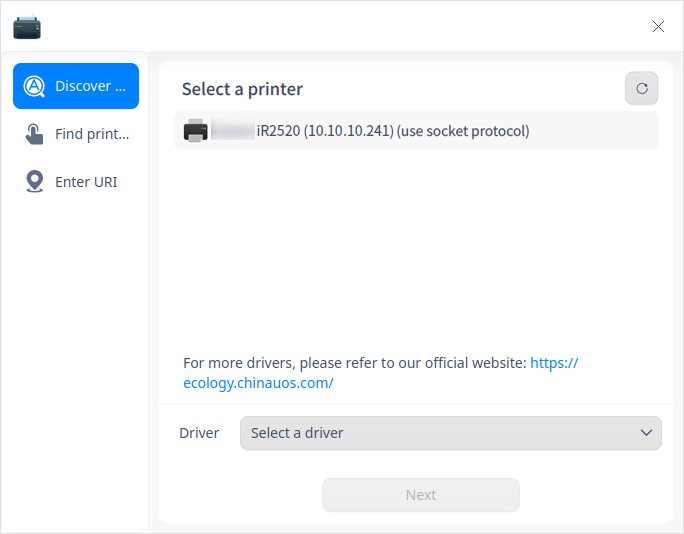 Discover ...
Find print...
Enter URI
Select a printer
iR2520 (10.10.10.241) (use socket protocol)
For more drivers, please refer to our official website: https://
ecology.chinauos.com/
Driver
Select a driver
Next